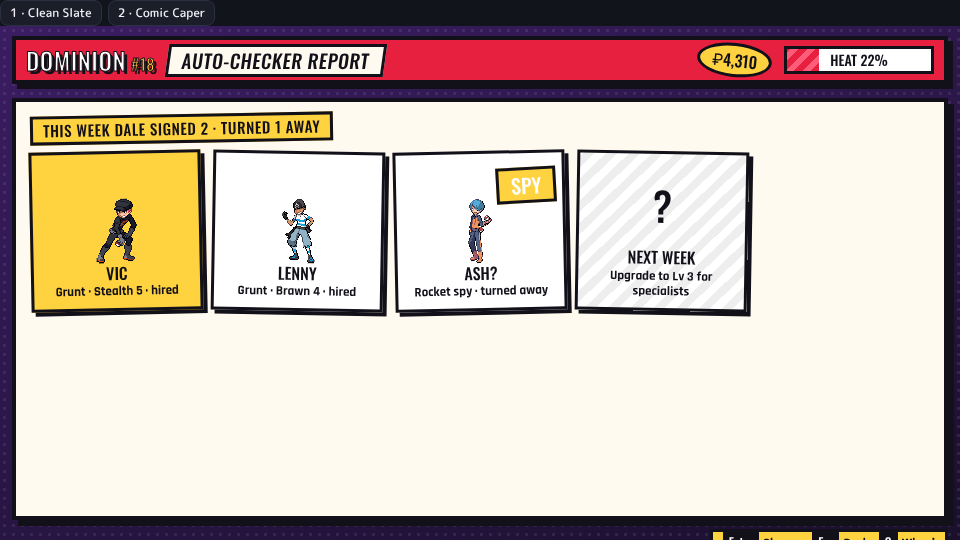 1 · Clean Slate
2 · Comic Caper
DOMINION #18
AUTO-CHECKER REPORT
₽4,310
HEAT 22%
THIS WEEK DALE SIGNED 2 · TURNED 1 AWAY
VIC
Grunt · Stealth 5 · hired
LENNY
Grunt · Brawn 4 · hired
SPY
ASH?
Rocket spy · turned away
?
NEXT WEEK
Upgrade to Lv 3 for
specialists